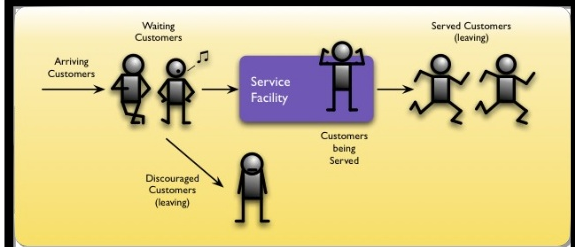 Waiting
Customers
Served Customers
(leaving)
Arriving
Customers
Service
Facility
Customers
being
Served
Discouraged
Customers
(leaving)